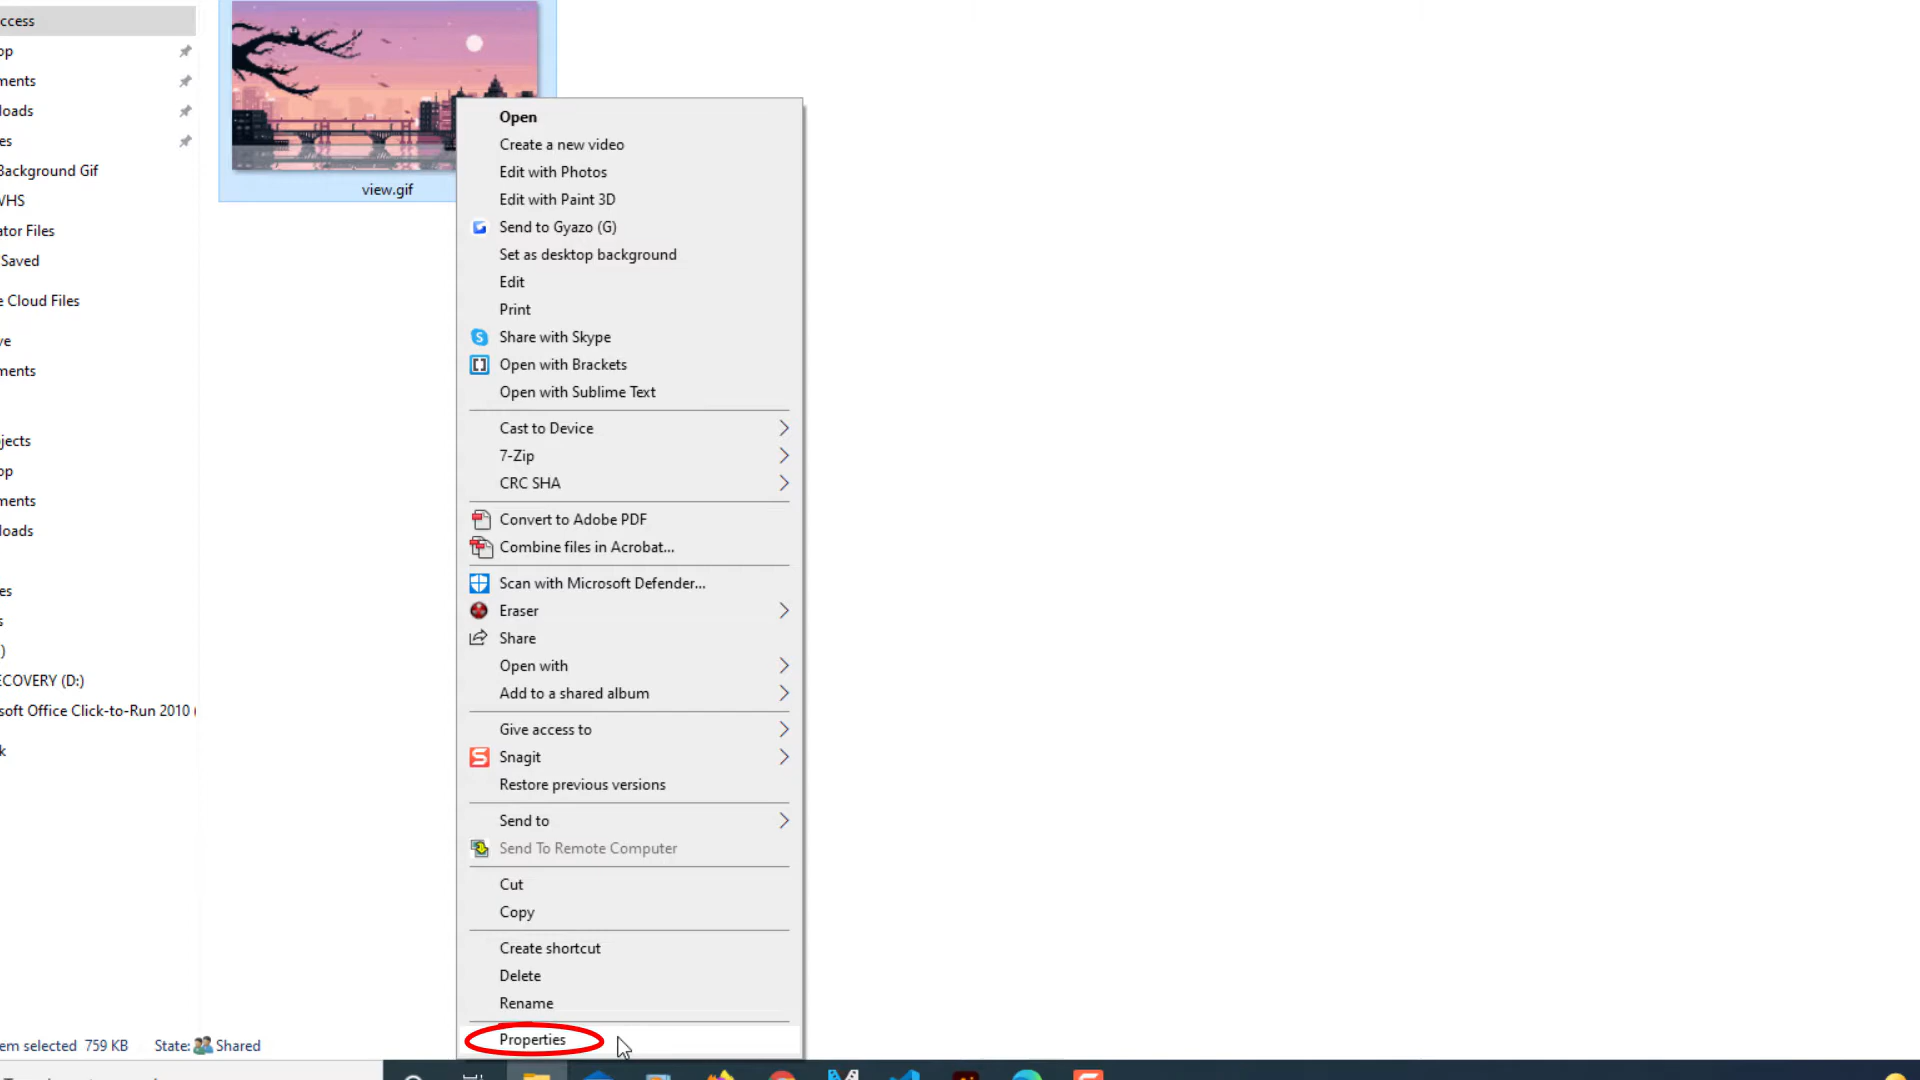 ccess
op
ments
loads
es
Background Gif
WHS
ator Files
Saved
e Cloud Files
ve
ments
jects
op
ments
loads
es
s
)
ECOVERY (D:)
soft Office Click-to-Run 2010 (
k
view.gif
Open
Create a new video
Edit with Photos
Edit with Paint 3D
Send to Gyazo (G)
Set as desktop background
Edit
Print
Share with Skype
Open with Brackets
Open with Sublime Text
Cast to Device
7-Zip
CRC SHA
Convert to Adobe PDF
Combine files in Acrobat...
Scan with Microsoft Defender...
Eraser
Share
Open with
Add to a shared album
Give access to
Snagit
Restore previous versions
Send to
Send To Remote Computer
Cut
Copy
Create shortcut
Delete
Rename
Properties
em selected 759 KB State: Shared